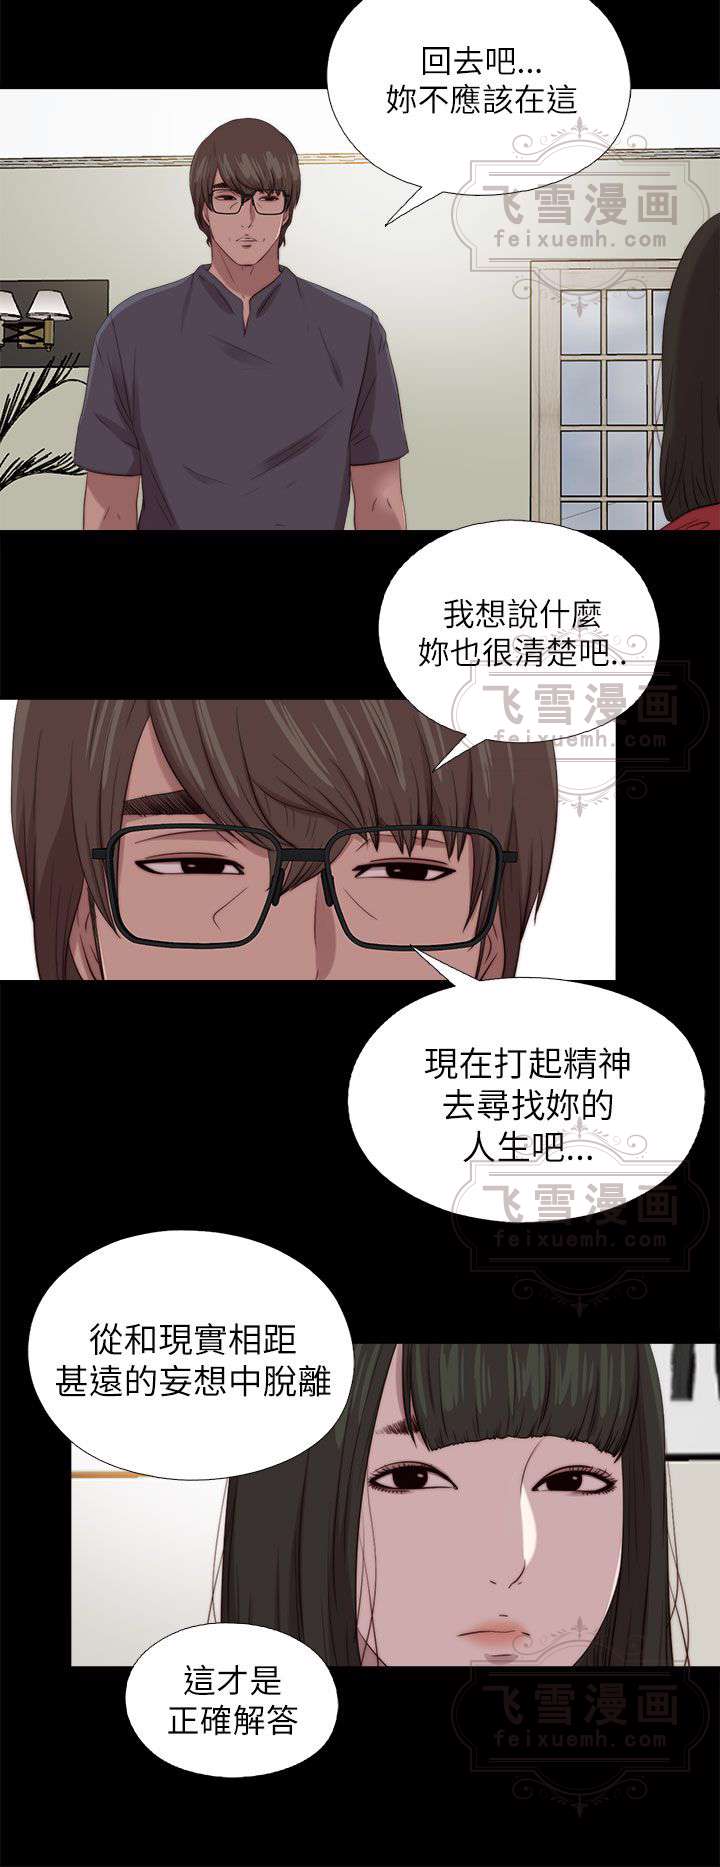 回去吧...
妳不應該在這
飞雪漫画
feixuemh.com
我想說什麼
妳也很清楚吧..
飞雪漫画
feixuemh.com
現在打起精神
去尋找妳的
人生吧...
飞雪漫画
feixuemh.com
從和現實相距
甚遠的妄想中脫離
這才是
正確解答
飞雪漫画
feixuemh.com